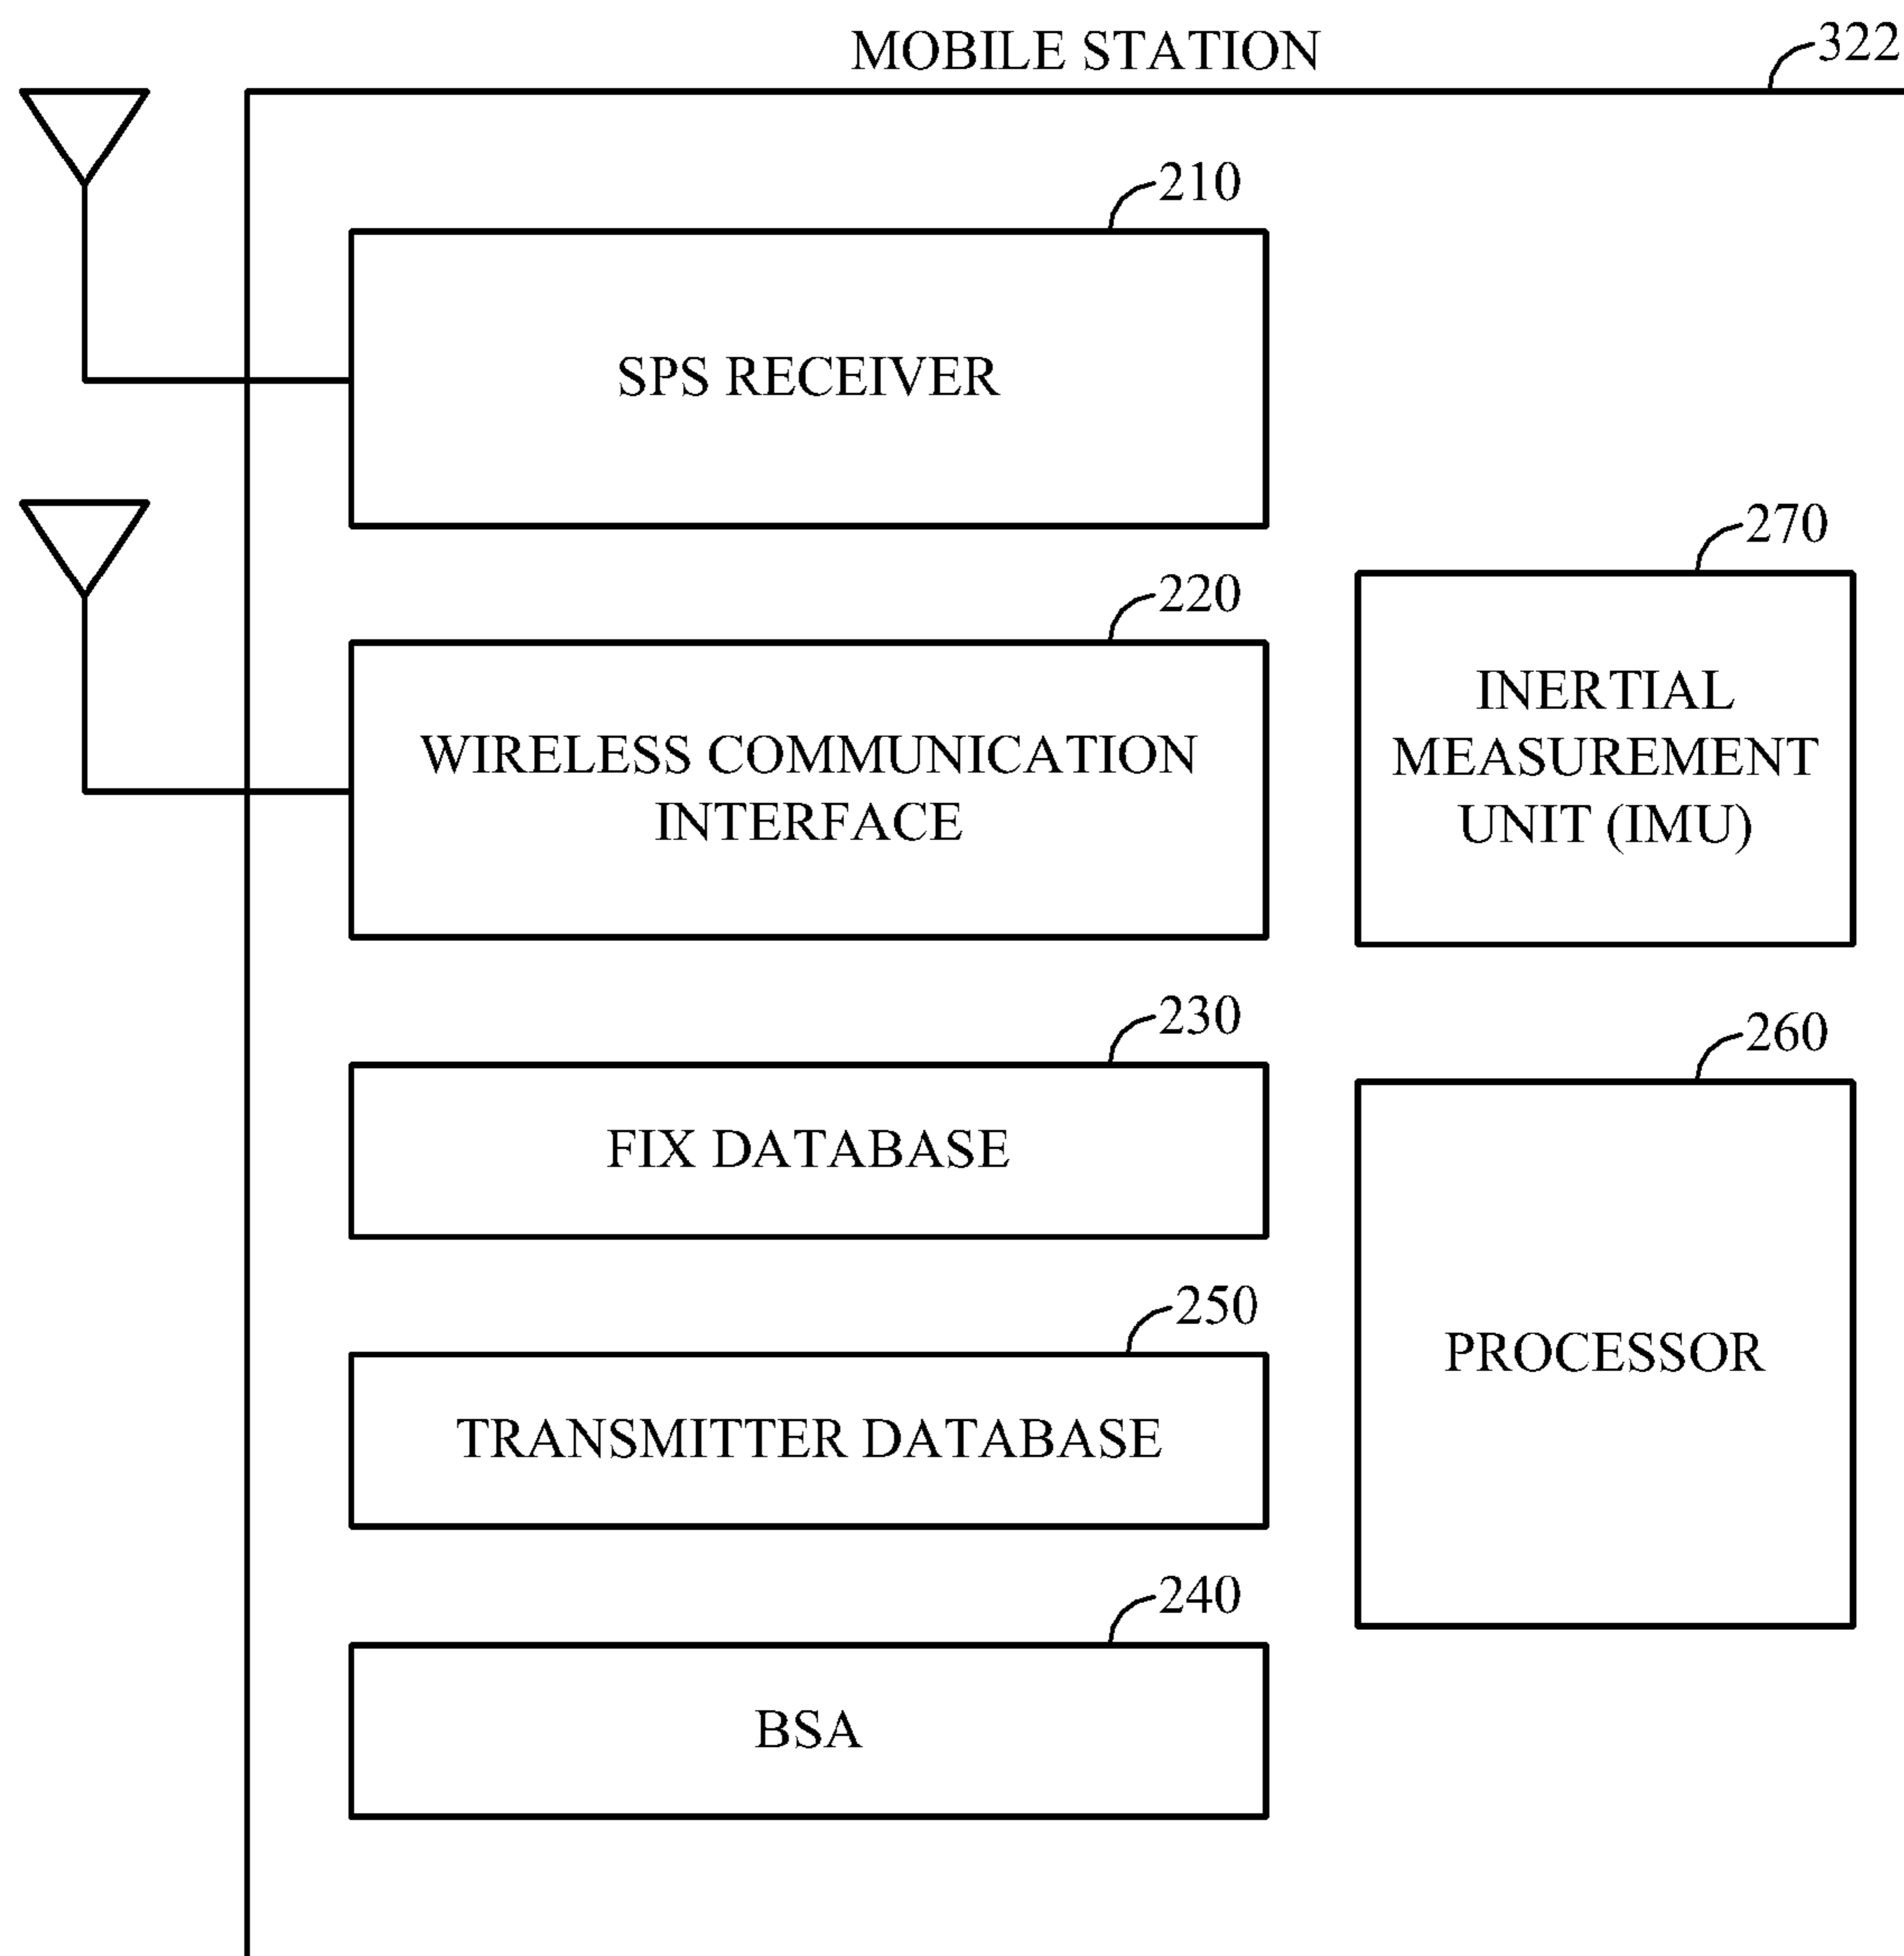 MOBILE STATION
322
210
SPS RECEIVER
220
WIRELESS COMMUNICATION
INTERFACE
270
INERTIAL
MEASUREMENT
UNIT (IMU)
230
FIX DATABASE
260
PROCESSOR
250
TRANSMITTER DATABASE
240
BSA